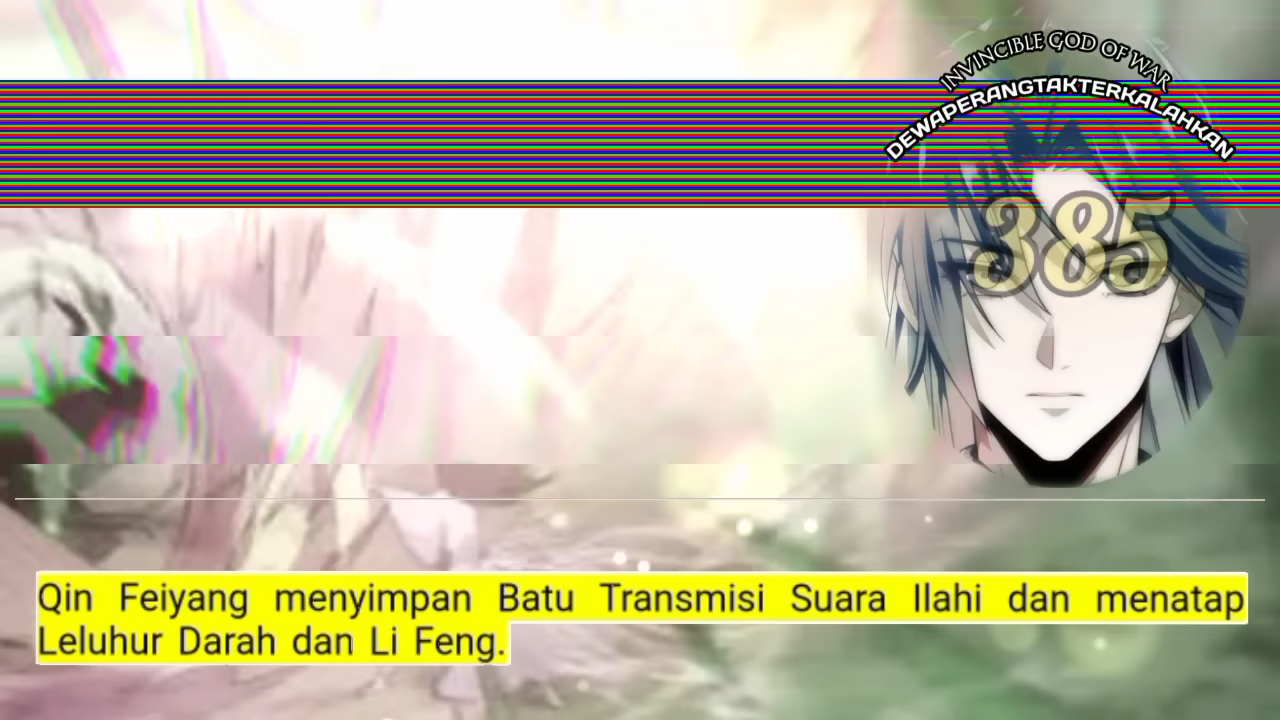 INVINCIBLE GOD OF WAR
DEWAPERANGTAKTERKALAHKAN
385
Qin Feiyang menyimpan Batu Transmisi Suara Ilahi dan menatap
Leluhur Darah dan Li Feng.